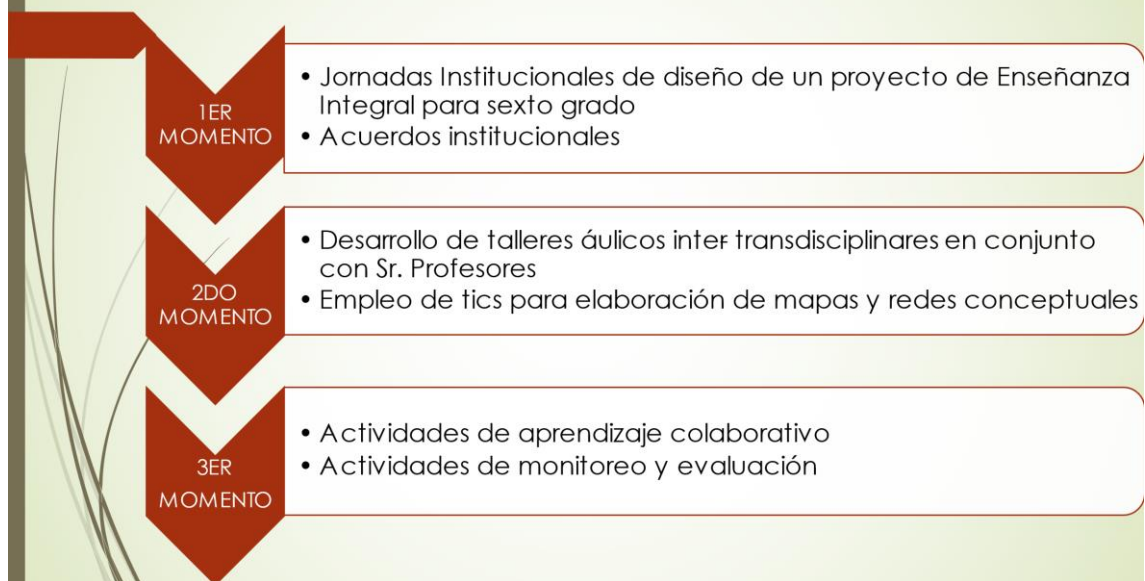 1ER
MOMENTO
• Jornadas Institucionales de diseño de un proyecto de Enseñanza
Integral para sexto grado
• Acuerdos institucionales
2DO
MOMENTO
• Desarrollo de talleres áulicos inter transdisciplinares en conjunto
con Sr. Profesores
• Empleo de tics para elaboración de mapas y redes conceptuales
3ER
MOMENTO
• Actividades de aprendizaje colaborativo
• Actividades de monitoreo y evaluación